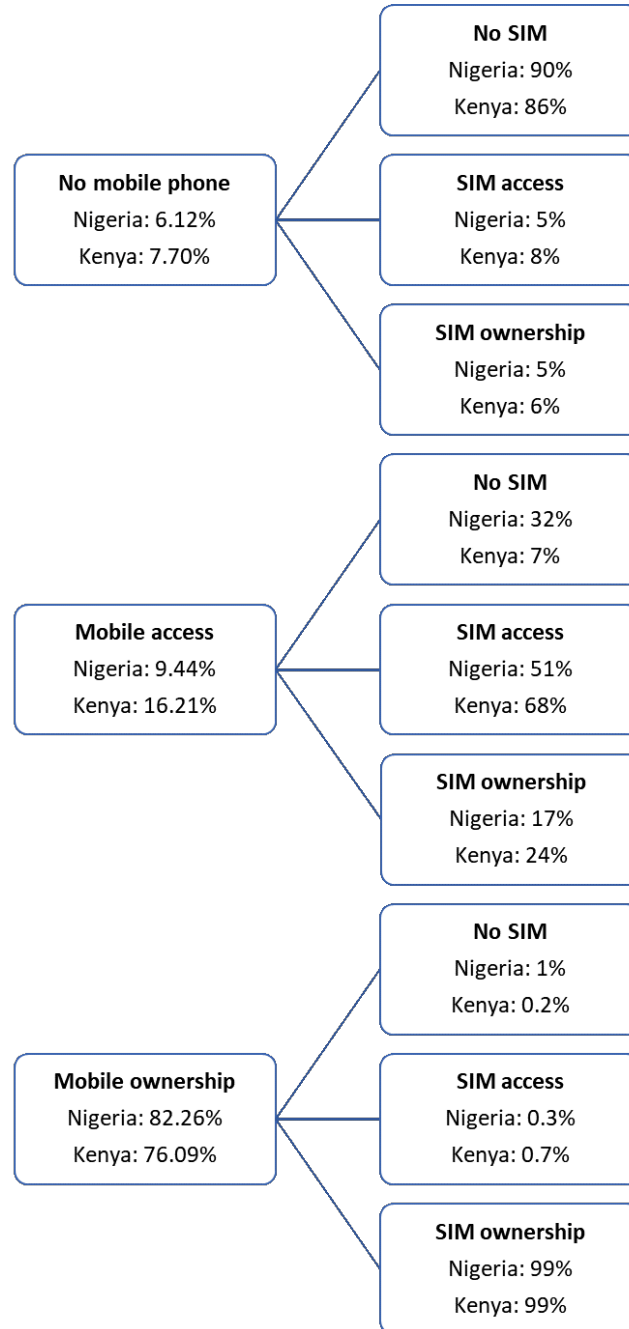 No mobile phone
Nigeria: 6.12%
Kenya: 7.70%
No SIM
Nigeria: 90%
Kenya: 86%
SIM access
Nigeria: 5%
Kenya: 8%
SIM ownership
Nigeria: 5%
Kenya: 6%
Mobile access
Nigeria: 9.44%
Kenya: 16.21%
No SIM
Nigeria: 32%
Kenya: 7%
SIM access
Nigeria: 51%
Kenya: 68%
SIM ownership
Nigeria: 17%
Kenya: 24%
Mobile ownership
Nigeria: 82.26%
Kenya: 76.09%
No SIM
Nigeria: 1%
Kenya: 0.2%
SIM access
Nigeria: 0.3%
Kenya: 0.7%
SIM ownership
Nigeria: 99%
Kenya: 99%